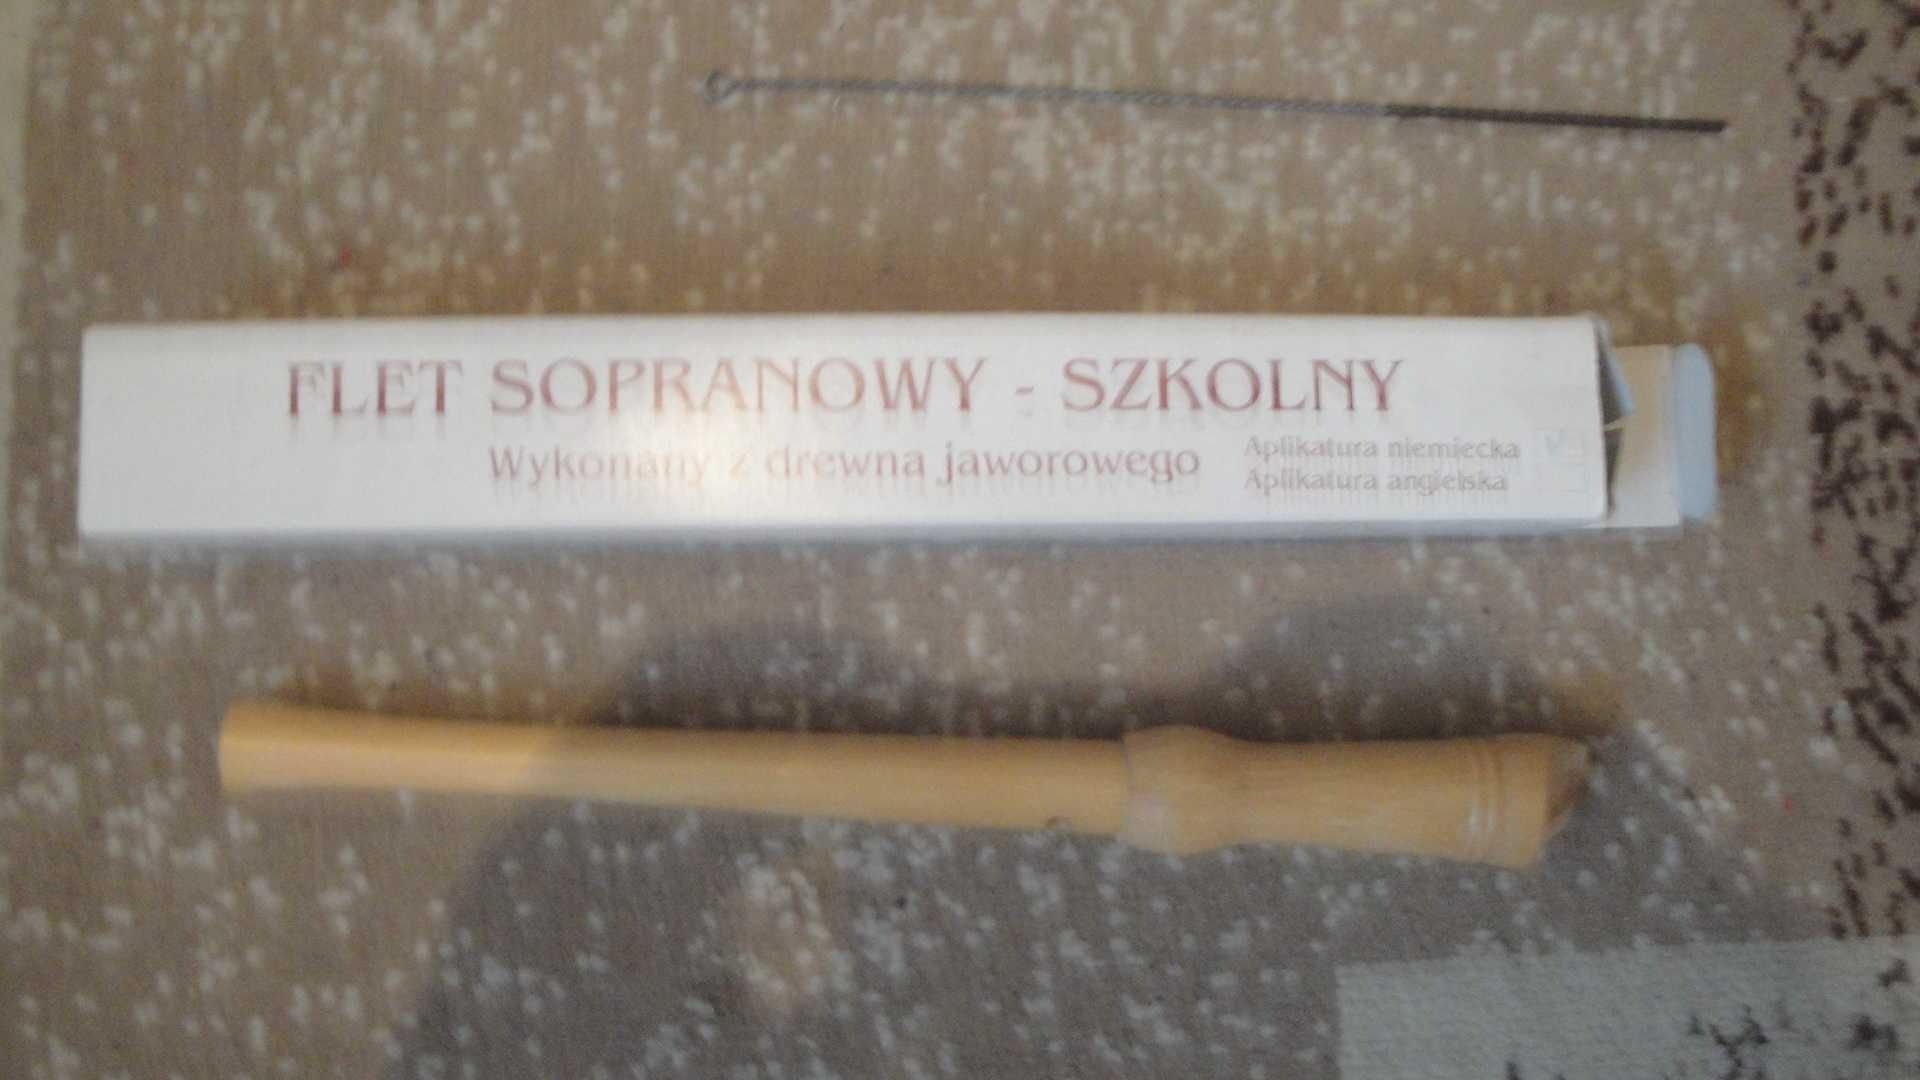 FLET SOPRANOWY - SZKOLNY
Wykonany z drewna jaworowego
Aplikatura niemiecka
Aplikatura angielska